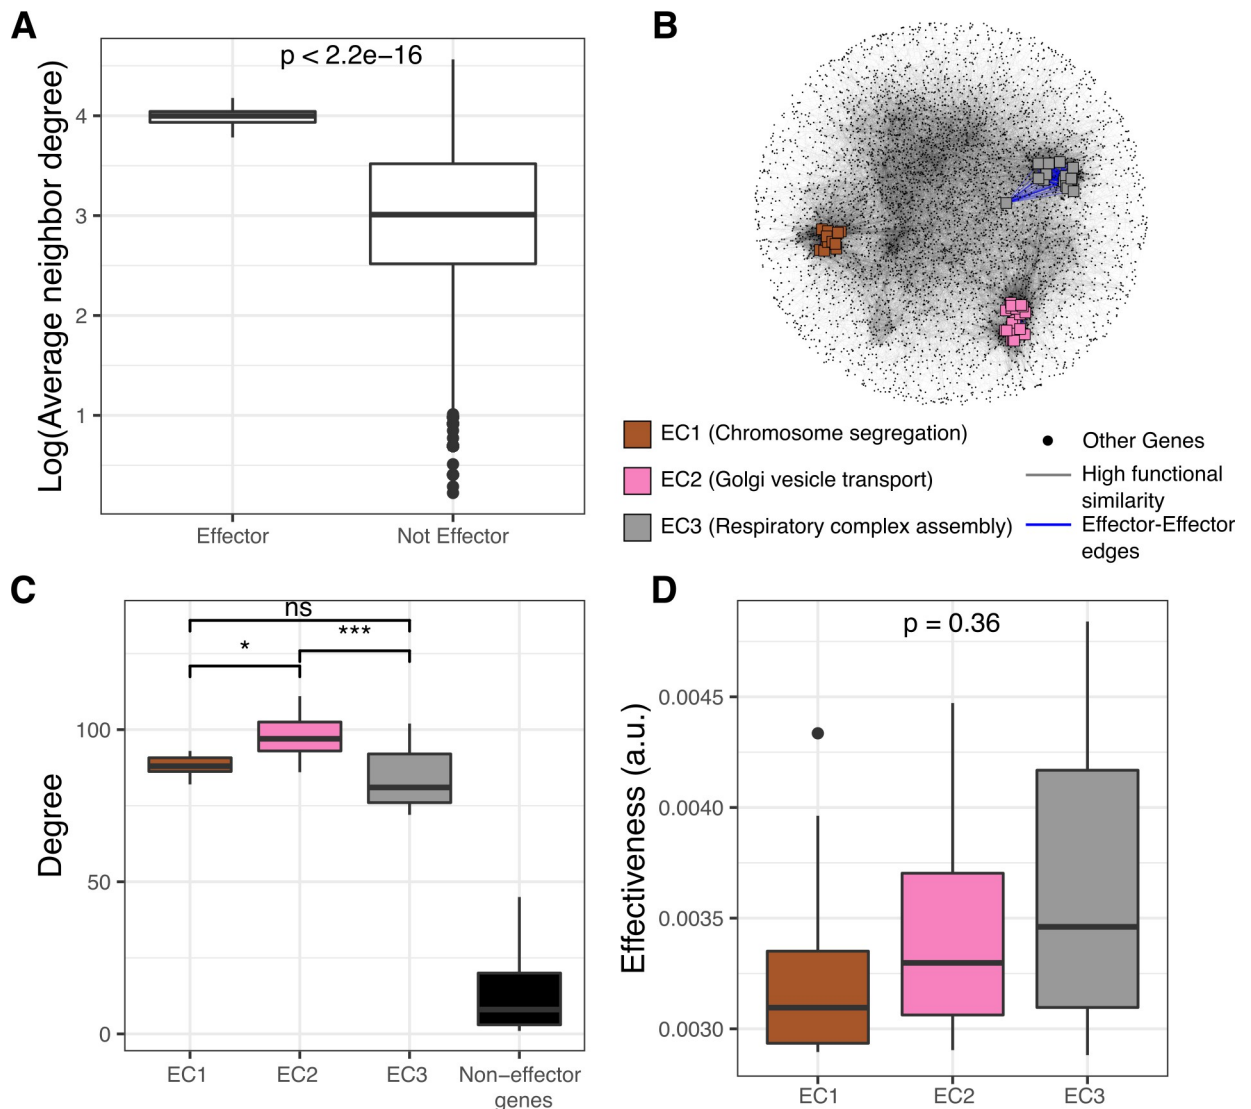 A
p < 2.2e−16
Log(Average neighbor degree)
4
3
2
1
Effector
Not Effector
B
EC1 (Chromosome segregation)
EC2 (Golgi vesicle transport)
EC3 (Respiratory complex assembly)
Other Genes
High functional
similarity
Effector-Effector
edges
C
ns
*
***
Degree
100
50
0
EC1
EC2
EC3
Non−effector
genes
D
p = 0.36
Effectiveness (a.u.)
0.0045
0.0040
0.0035
0.0030
EC1
EC2
EC3